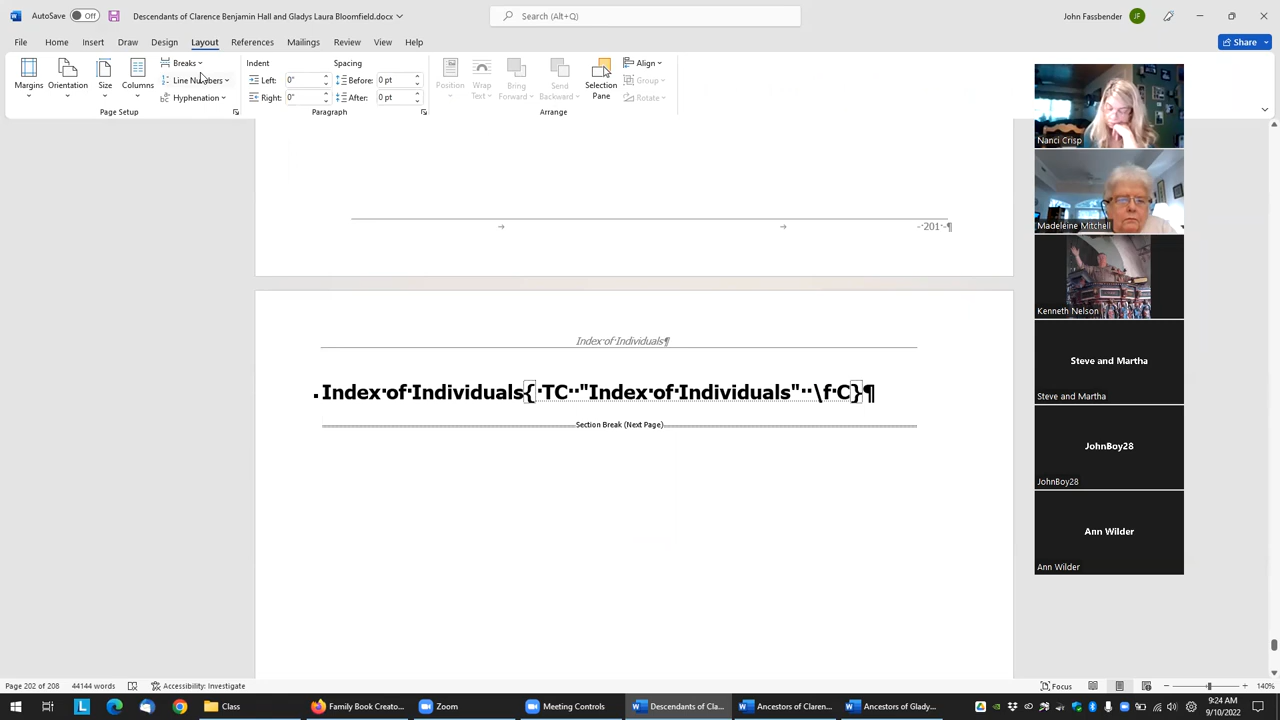 AutoSave Off Descendants of Clarence Benjamin Hall and Gladys Laura Bloomfield.docx Search (Alt+Q) John Fassbender JF
File Home Insert Draw Design Layout References Mailings Review View Help Share
Margins Orientation Size Columns Breaks
Line Numbers
Hyphenation
Page Setup
Indent Spacing
Left: 0" Before: 0 pt
Right: 0" After: 0 pt
Paragraph
Position Wrap Text Bring Forward Send Backward Selection Pane Align
Group
Rotate
Arrange
Nanci Crisp
Madeleine Mitchell
-·201·-¶
Kenneth Nelson
Index·of·Individuals¶
Steve and Martha
Steve and Martha
Index·of·Individuals{·TC··"Index·of·Individuals"··\f·C}¶
Section Break (Next Page)
JohnBoy28
JohnBoy28
Ann Wilder
Ann Wilder
Page 202 of 208 44144 words Accessibility: Investigate Focus 140%
Class Family Book Creato... Zoom Meeting Controls Descendants of Cla... Ancestors of Claren... Ancestors of Glady... 9:24 AM
9/10/2022